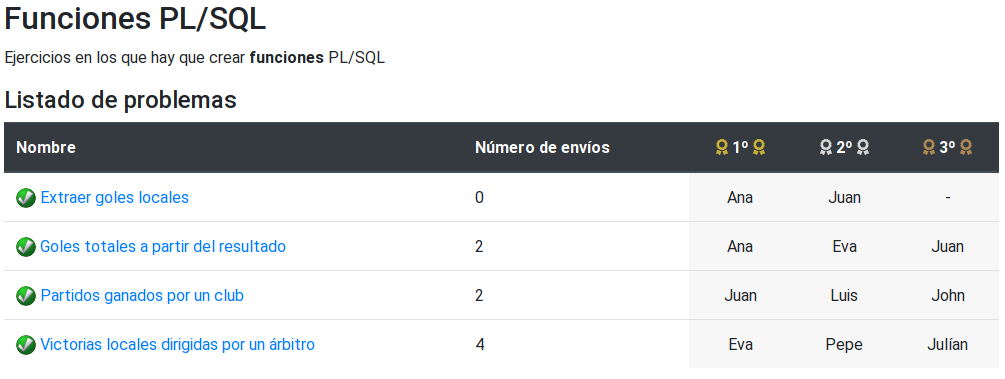 Funciones PL/SQL
Ejercicios en los que hay que crear funciones PL/SQL
Listado de problemas
Nombre Número de envíos 1º 2º 3º
Extraer goles locales 0 Ana Juan -
Goles totales a partir del resultado 2 Ana Eva Juan
Partidos ganados por un club 2 Juan Luis John
Victorias locales dirigidas por un árbitro 4 Eva Pepe Julían